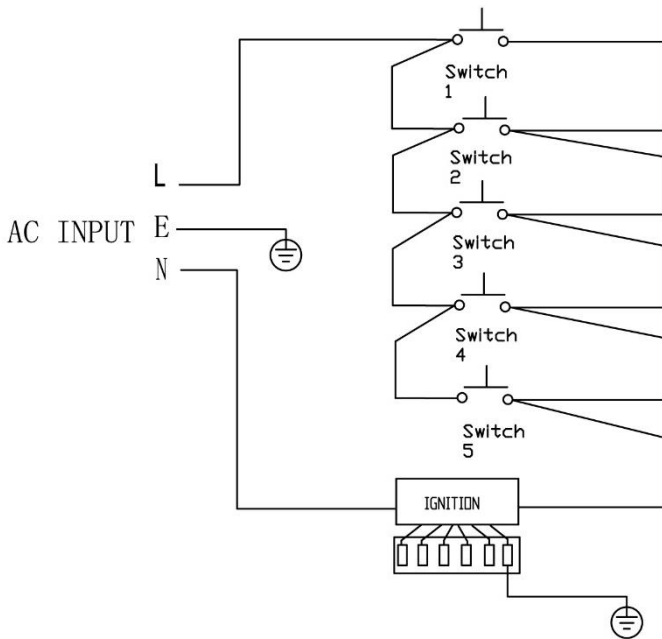 Switch
1
Switch
2
L
AC INPUT E
N
Switch
3
Switch
4
Switch
5
IGNITION